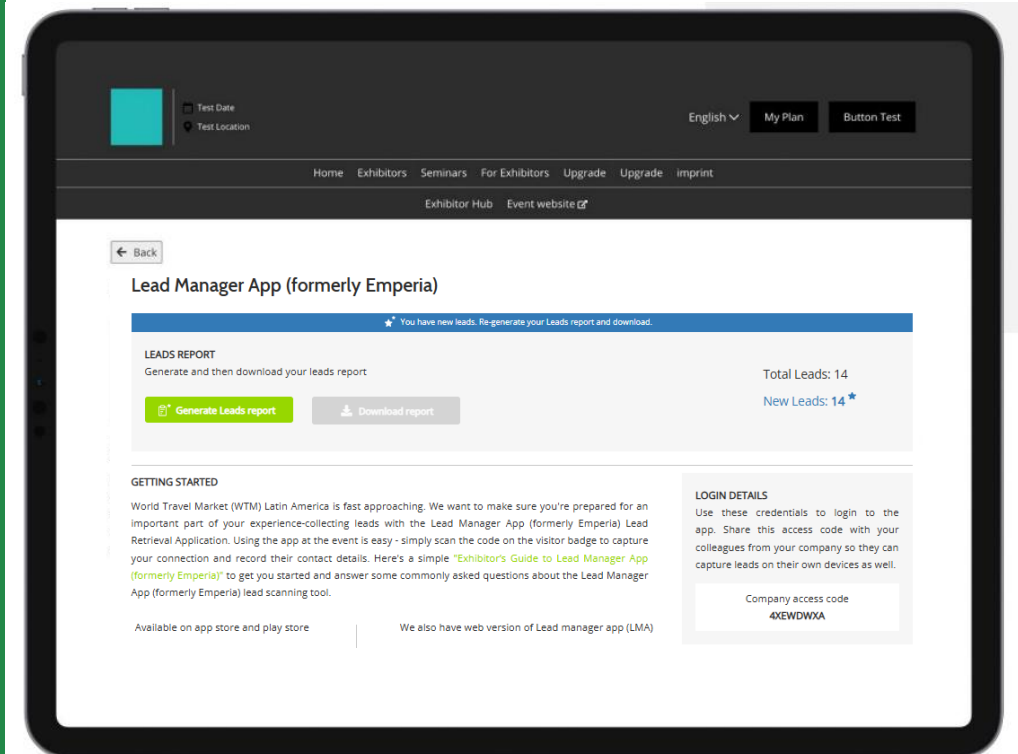 Test Date
Test Location
English
My Plan
Button Test
Home Exhibitors Seminars For Exhibitors Upgrade Upgrade imprint
Exhibitor Hub Event website
Back
Lead Manager App (formerly Emperia)
You have new leads. Re-generate your Leads report and download.
LEADS REPORT
Generate and then download your leads report
Generate Leads report
Download report
Total Leads: 14
New Leads: 14
GETTING STARTED
World Travel Market (WTM) Latin America is fast approaching. We want to make sure you're prepared for an
important part of your experience-collecting leads with the Lead Manager App (formerly Emperia) Lead
Retrieval Application. Using the app at the event is easy - simply scan the code on the visitor badge to capture
your connection and record their contact details. Here's a simple "Exhibitor's Guide to Lead Manager App
(formerly Emperia)" to get you started and answer some commonly asked questions about the Lead Manager
App (formerly Emperia) lead scanning tool.
Available on app store and play store
We also have web version of Lead manager app (LMA)
LOGIN DETAILS
Use these credentials to login to the
app. Share this access code with your
colleagues from your company so they can
capture leads on their own devices as well.
Company access code
4XEWDWXA